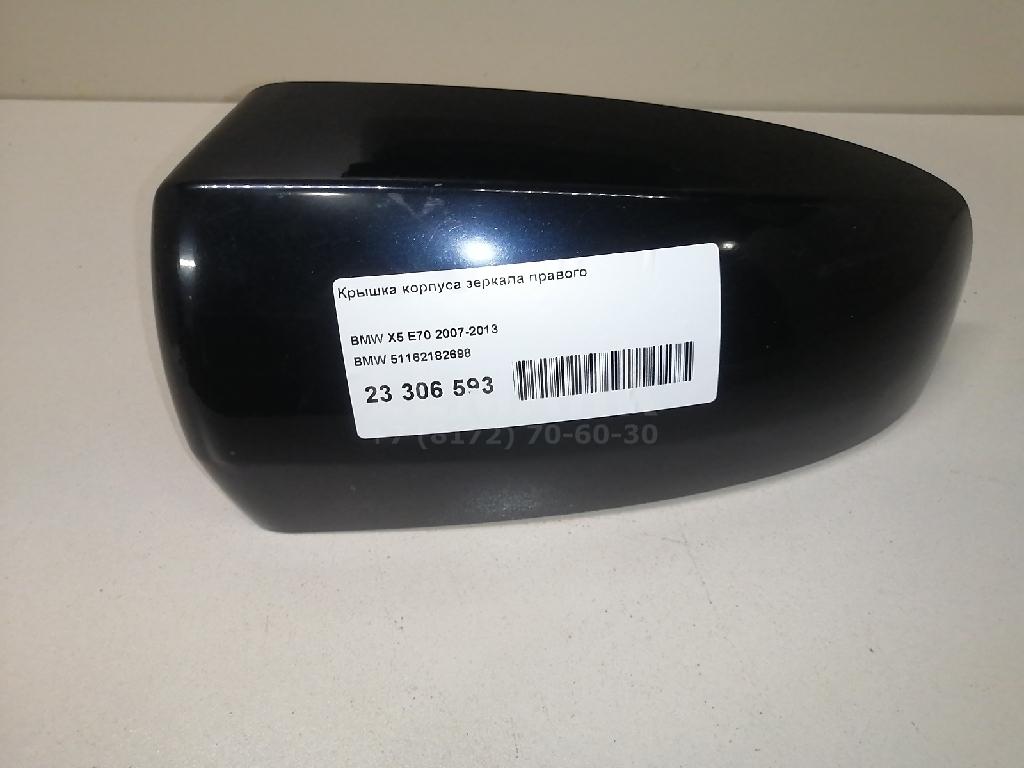 Крышка корпуса зеркала правого
BMW X5 E70 2007-2013
BMW 51162182698
23 306 593
+7 (8172) 70-60-30